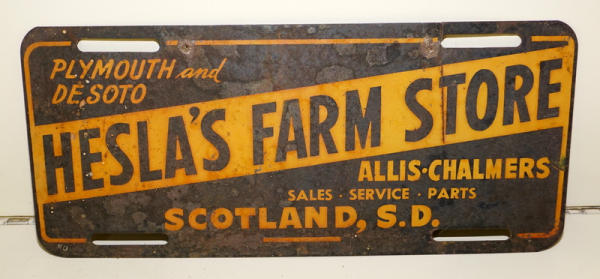 PLYMOUTH and
DE SOTO
HESLA'S FARM STORE
ALLIS-CHALMERS
SALES · SERVICE · PARTS
SCOTLAND, S.D.